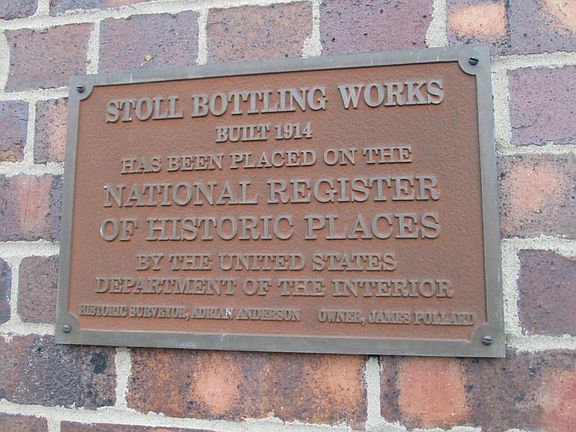 STOLL BOTTLING WORKS
BUILT 1914
HAS BEEN PLACED ON THE
NATIONAL REGISTER
OF HISTORIC PLACES
BY THE UNITED STATES
DEPARTMENT OF THE INTERIOR
HISTORIC SURVEYOR, ADRIAN ANDERSON OWNER, JAMES POLLARD